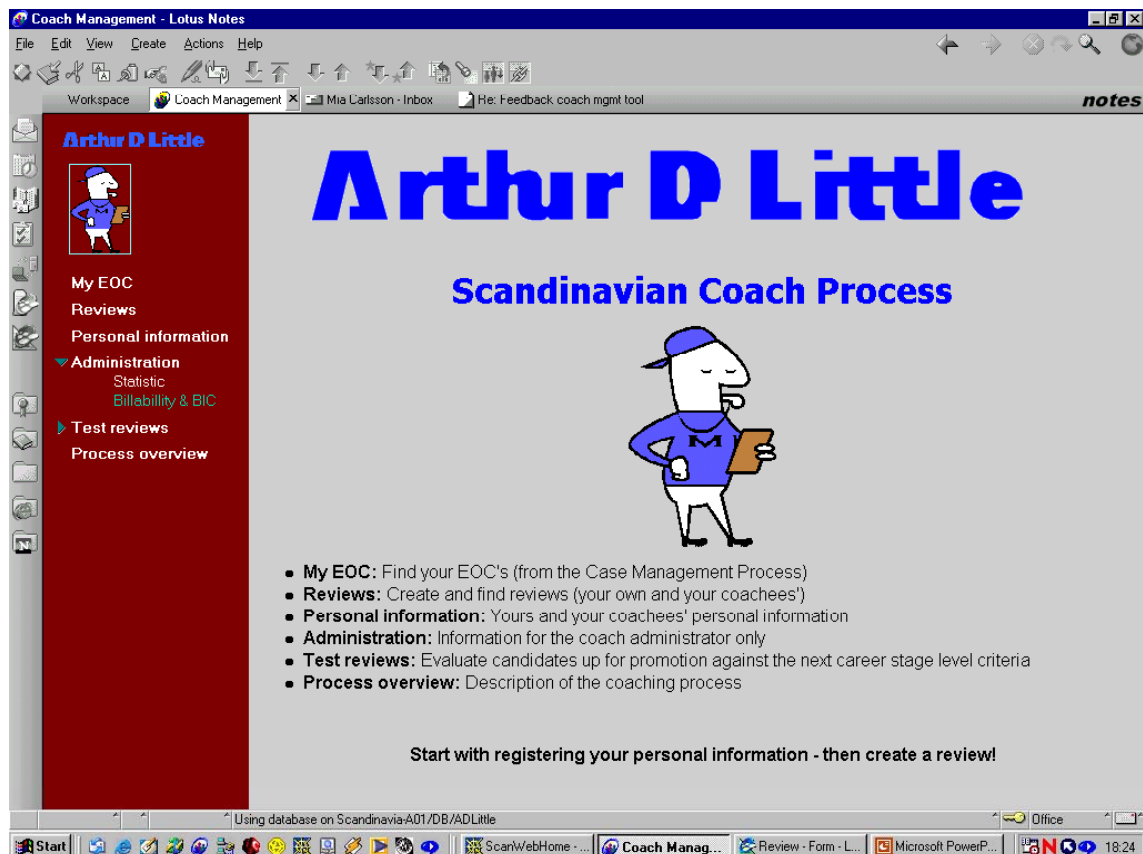 Coach Management - Lotus Notes
File Edit View Create Actions Help
Workspace Coach Management Mia Carlsson - Inbox Re: Feedback coach mgmt tool notes
Arthur D Little
M
My EOC
Reviews
Personal information
Administration
Statistic
Billabillity & BIC
Test reviews
Process overview
Arthur D Little
Scandinavian Coach Process
M
• My EOC: Find your EOC's (from the Case Management Process)
• Reviews: Create and find reviews (your own and your coachees')
• Personal information: Yours and your coachees' personal information
• Administration: Information for the coach administrator only
• Test reviews: Evaluate candidates up for promotion against the next career stage level criteria
• Process overview: Description of the coaching process
Start with registering your personal information - then create a review!
Using database on Scandinavia-A01/DB/ADLittle Office
Start ScanWebHome - ... Coach Manag... Review - Form - L... Microsoft PowerP... N 18:24